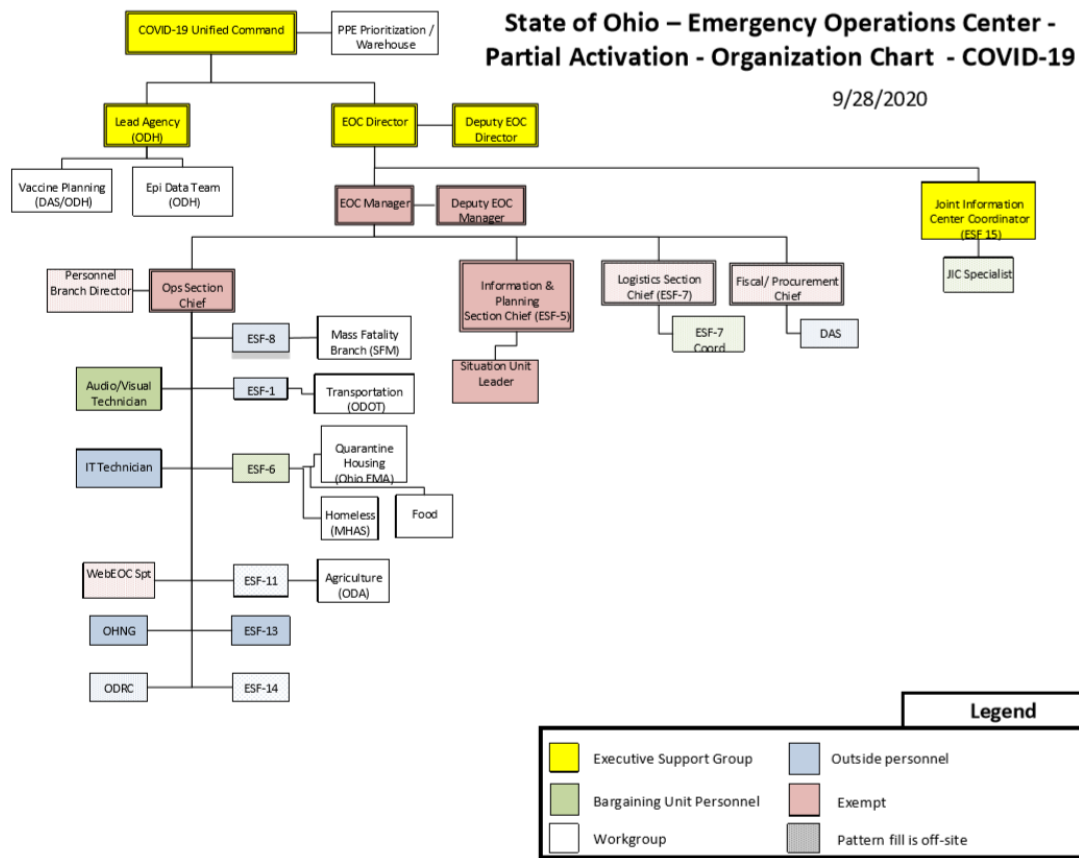 State of Ohio – Emergency Operations Center -
Partial Activation - Organization Chart - COVID-19
9/28/2020
COVID-19 Unified Command
PPE Prioritization /
Warehouse
Lead Agency
(ODH)
EOC Director
Deputy EOC
Director
Vaccine Planning
(DAS/ODH)
Epi Data Team
(ODH)
EOC Manager
Deputy EOC
Manager
Joint Information
Center Coordinator
(ESF 15)
JIC Specialist
Personnel
Branch Director
Ops Section
Chief
Information &
Planning
Section Chief (ESF-5)
Logistics Section
Chief (ESF-7)
Fiscal/ Procurement
Chief
ESF-7
Coord
DAS
Situation Unit
Leader
ESF-8
Mass Fatality
Branch (SFM)
Audio/Visual
Technician
ESF-1
Transportation
(ODOT)
IT Technician
ESF-6
Quarantine
Housing
(Ohio EMA)
Homeless
(MHAS)
Food
WebEOC Spt
ESF-11
Agriculture
(ODA)
OHNG
ESF-13
ODRC
ESF-14
Legend
Executive Support Group
Outside personnel
Bargaining Unit Personnel
Exempt
Workgroup
Pattern fill is off-site